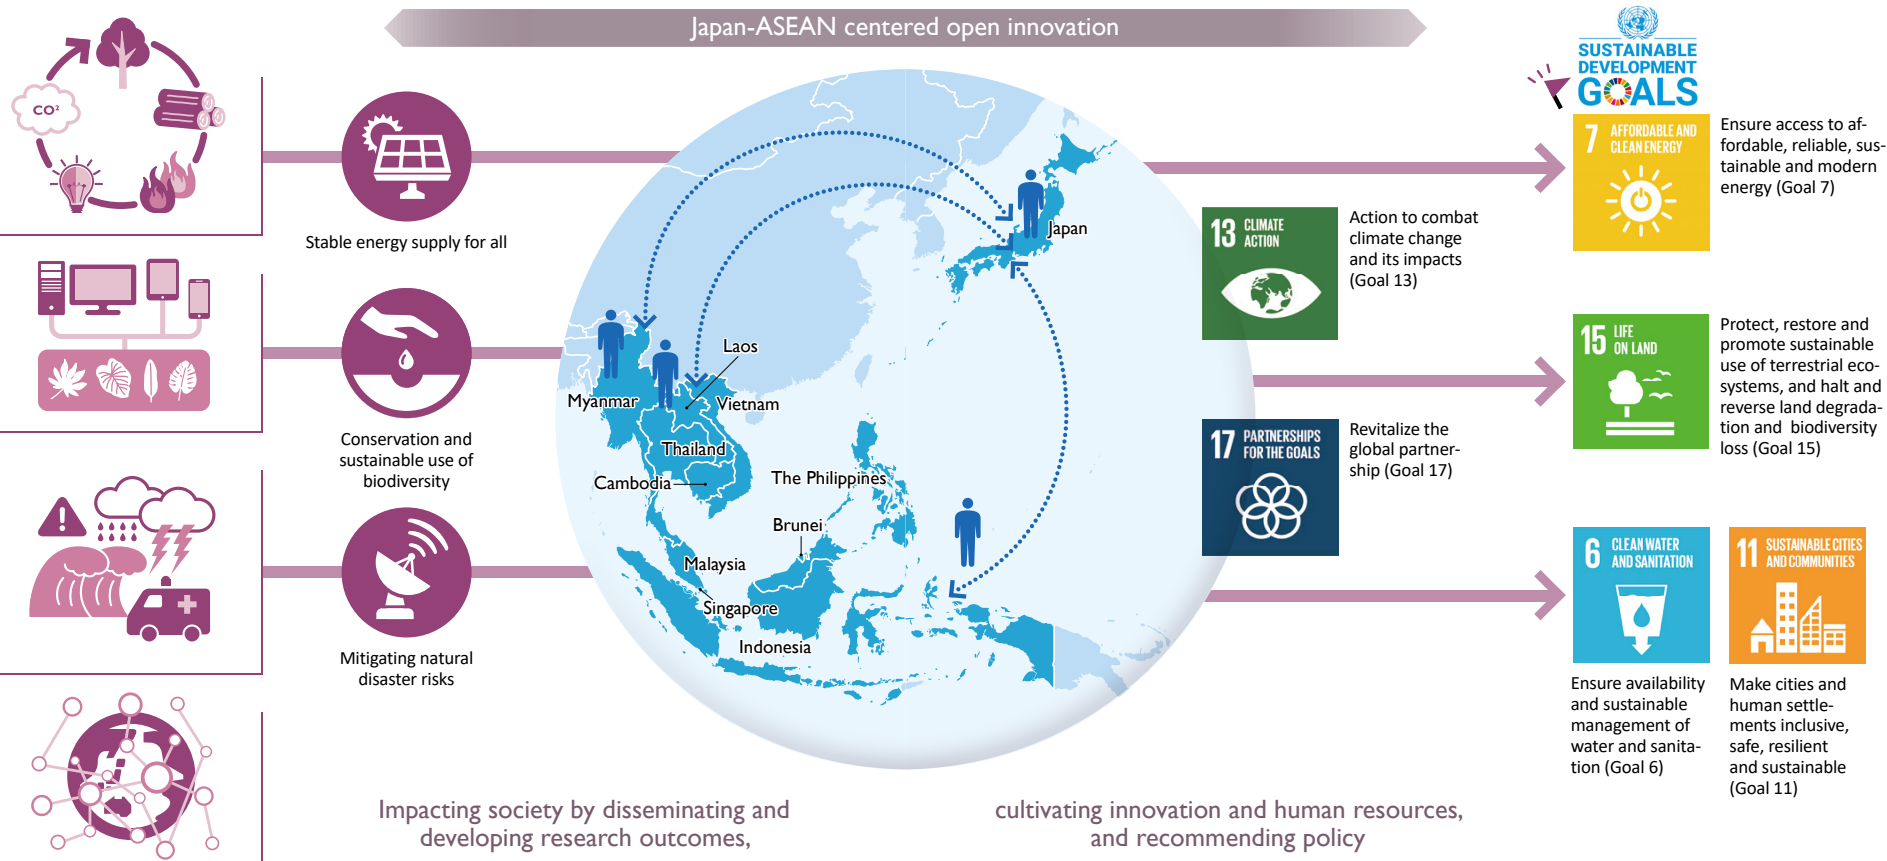 Japan-ASEAN centered open innovation
SUSTAINABLE
DEVELOPMENT
GOALS
CO²
Stable energy supply for all
Conservation and
sustainable use of
biodiversity
Mitigating natural
disaster risks
Japan
Laos
Myanmar
Vietnam
Thailand
Cambodia
The Philippines
Brunei
Malaysia
Singapore
Indonesia
13 CLIMATE
ACTION
Action to combat
climate change
and its impacts
(Goal 13)
17 PARTNERSHIPS
FOR THE GOALS
Revitalize the
global partner-
ship (Goal 17)
7 AFFORDABLE AND
CLEAN ENERGY
Ensure access to af-
fordable, reliable, sus-
tainable and modern
energy (Goal 7)
15 LIFE
ON LAND
Protect, restore and
promote sustainable
use of terrestrial eco-
systems, and halt and
reverse land degrada-
tion and biodiversity
loss (Goal 15)
6 CLEAN WATER
AND SANITATION
Ensure availability
and sustainable
management of
water and sanita-
tion (Goal 6)
11 SUSTAINABLE CITIES
AND COMMUNITIES
Make cities and
human settle-
ments inclusive,
safe, resilient
and sustainable
(Goal 11)
Impacting society by disseminating and
developing research outcomes,
cultivating innovation and human resources,
and recommending policy